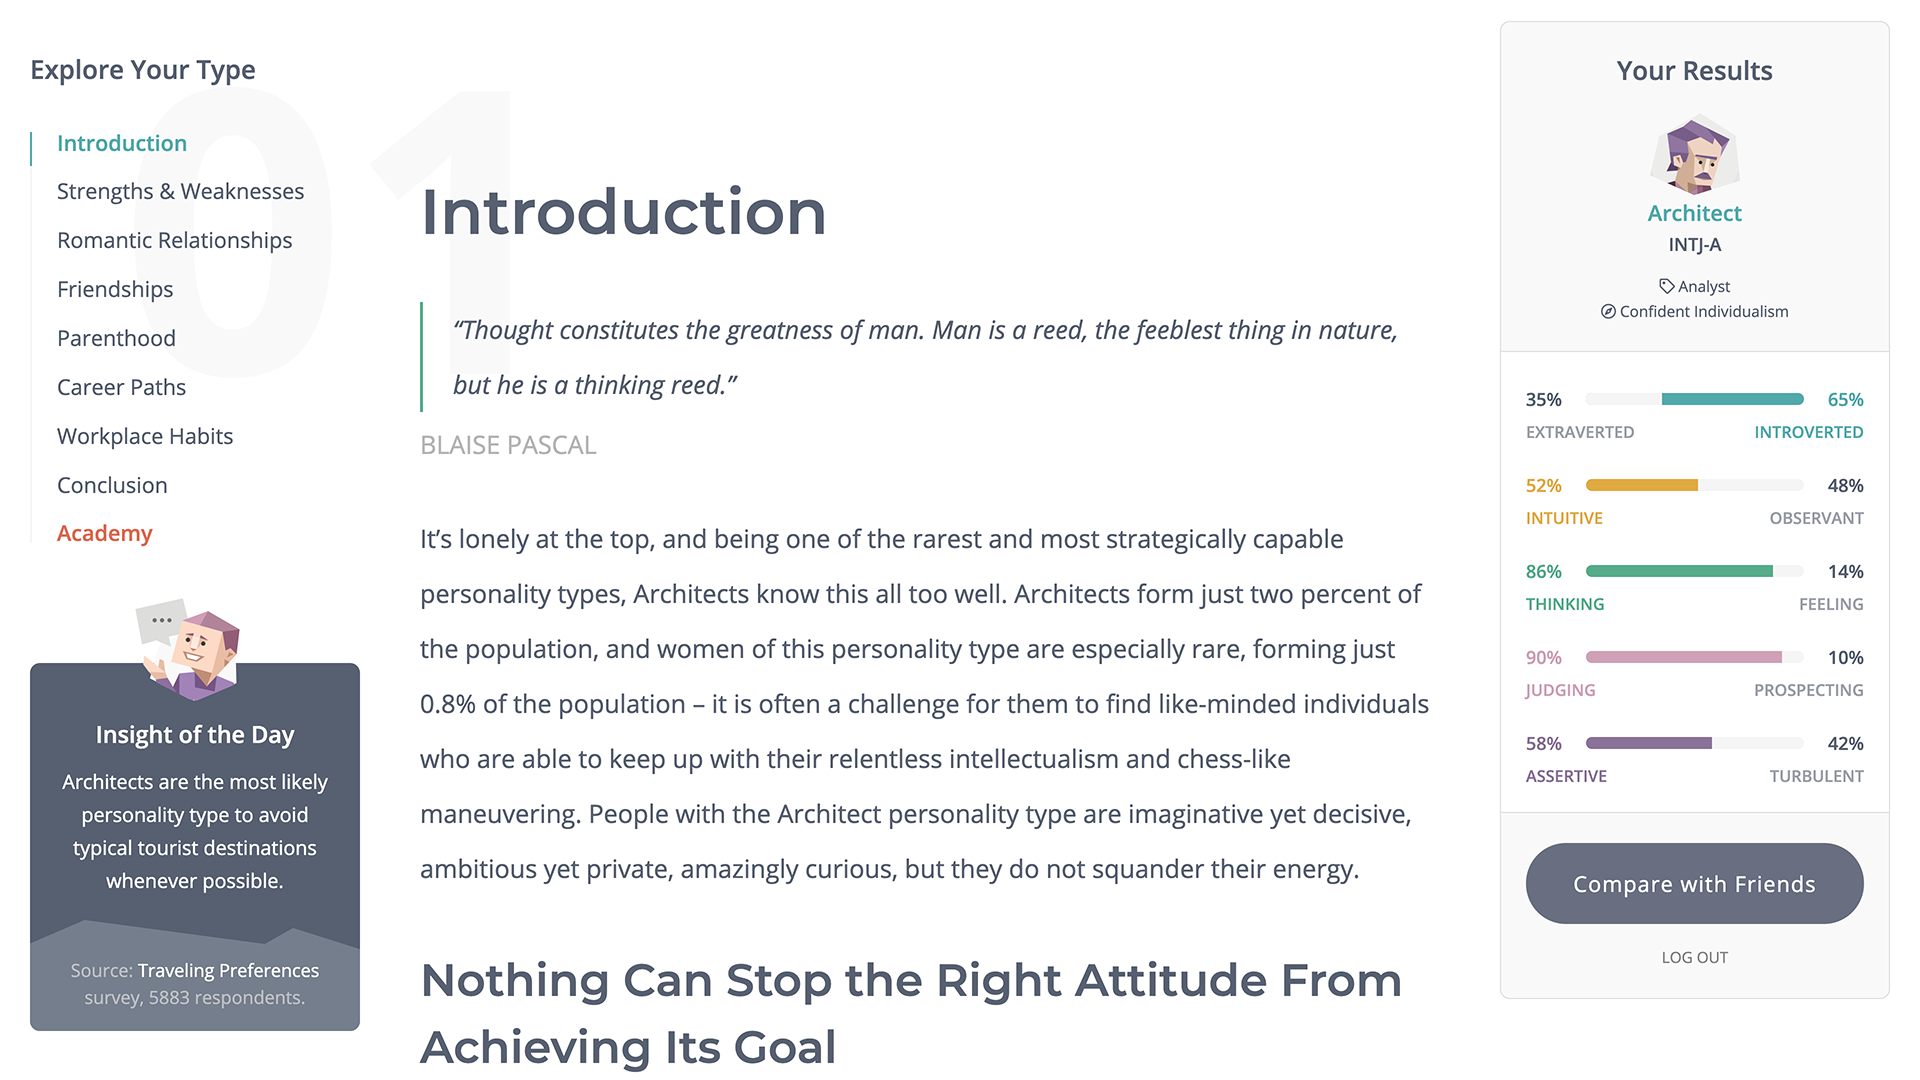 Explore Your Type
Introduction
Strengths & Weaknesses
Romantic Relationships
Friendships
Parenthood
Career Paths
Workplace Habits
Conclusion
Academy
Insight of the Day
Architects are the most likely
personality type to avoid
typical tourist destinations
whenever possible.
Source: Traveling Preferences
survey, 5883 respondents.
01
Introduction
“Thought constitutes the greatness of man. Man is a reed, the feeblest thing in nature,
but he is a thinking reed.”
BLAISE PASCAL
It’s lonely at the top, and being one of the rarest and most strategically capable
personality types, Architects know this all too well. Architects form just two percent of
the population, and women of this personality type are especially rare, forming just
0.8% of the population – it is often a challenge for them to find like-minded individuals
who are able to keep up with their relentless intellectualism and chess-like
maneuvering. People with the Architect personality type are imaginative yet decisive,
ambitious yet private, amazingly curious, but they do not squander their energy.
Nothing Can Stop the Right Attitude From
Achieving Its Goal
Your Results
Architect
INTJ-A
Analyst
Confident Individualism
35% 65%
EXTRAVERTED INTROVERTED
52% 48%
INTUITIVE OBSERVANT
86% 14%
THINKING FEELING
90% 10%
JUDGING PROSPECTING
58% 42%
ASSERTIVE TURBULENT
Compare with Friends
LOG OUT